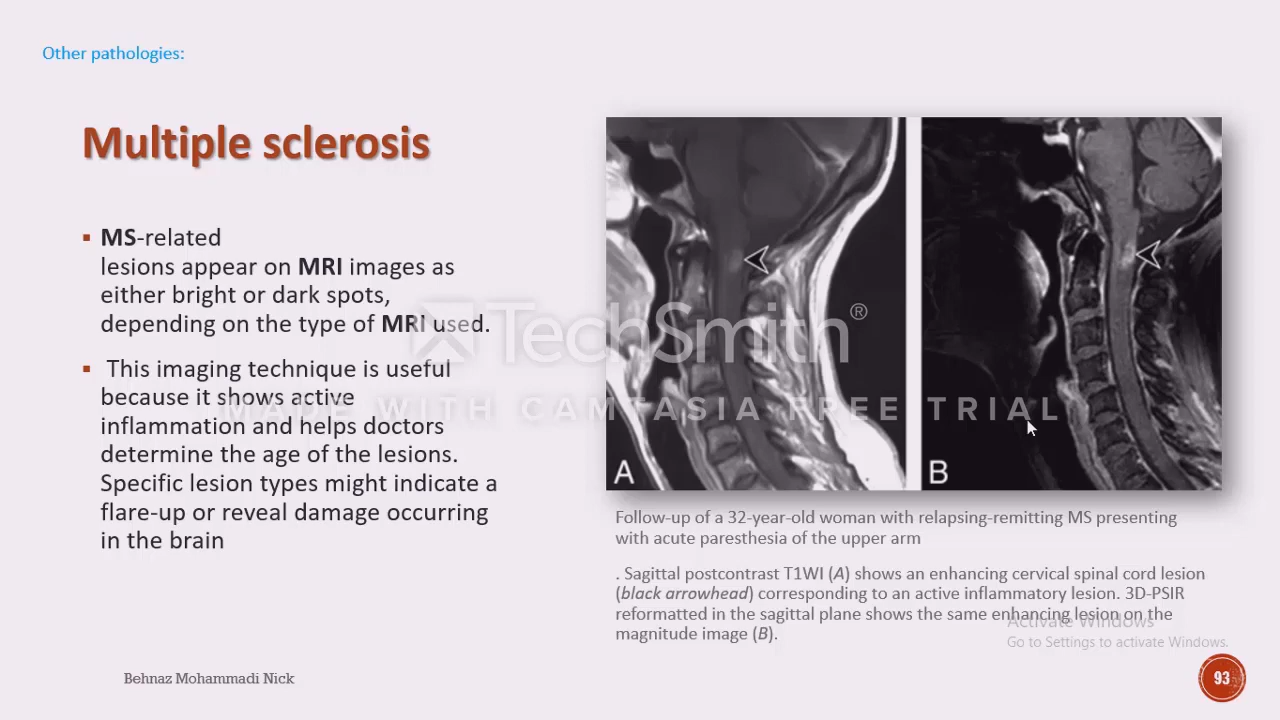 Other pathologies:
Multiple sclerosis
MS-related
lesions appear on MRI images as
either bright or dark spots,
depending on the type of MRI used.
This imaging technique is useful
because it shows active
inflammation and helps doctors
determine the age of the lesions.
Specific lesion types might indicate a
flare-up or reveal damage occurring
in the brain
A
B
TechSmith®
MADE WITH CAMTASIA FREE TRIAL
Follow-up of a 32-year-old woman with relapsing-remitting MS presenting
with acute paresthesia of the upper arm
. Sagittal postcontrast T1WI (A) shows an enhancing cervical spinal cord lesion
(black arrowhead) corresponding to an active inflammatory lesion. 3D-PSIR
reformatted in the sagittal plane shows the same enhancing lesion on the
magnitude image (B).
Activate Windows
Go to Settings to activate Windows.
Behnaz Mohammadi Nick
93